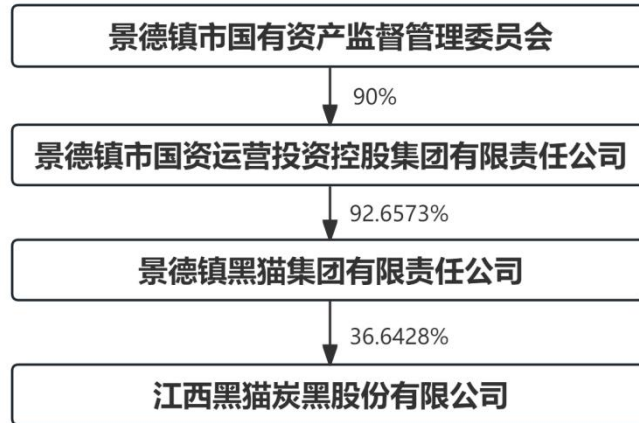 景德镇市国有资产监督管理委员会
90%
景德镇市国资运营投资控股集团有限责任公司
92.6573%
景德镇黑猫集团有限责任公司
36.6428%
江西黑猫炭黑股份有限公司